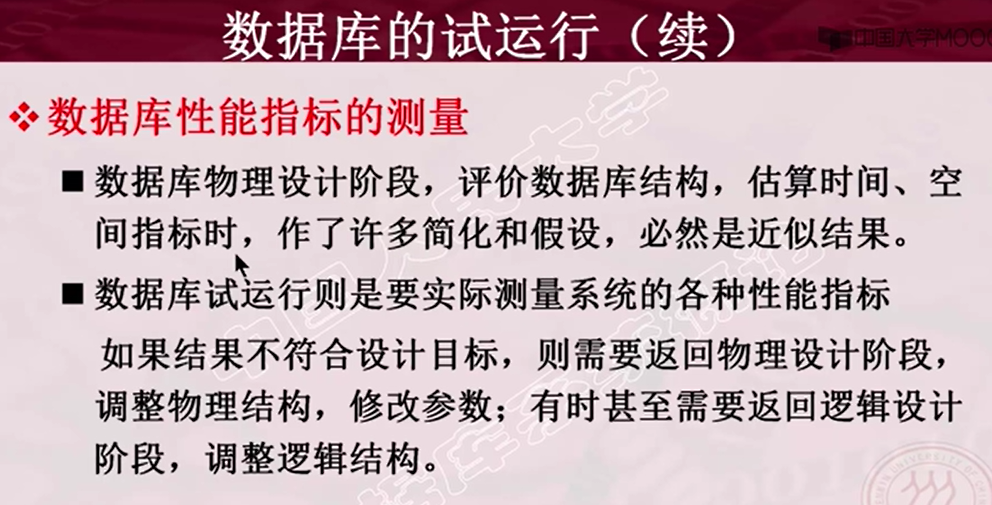 数据库的试运行（续）
中国大学MOOC
❖数据库性能指标的测量
■ 数据库物理设计阶段，评价数据库结构，估算时间、空
间指标时，作了许多简化和假设，必然是近似结果。
■ 数据库试运行则是要实际测量系统的各种性能指标
如果结果不符合设计目标，则需要返回物理设计阶段，
调整物理结构，修改参数；有时甚至需要返回逻辑设计
阶段，调整逻辑结构。